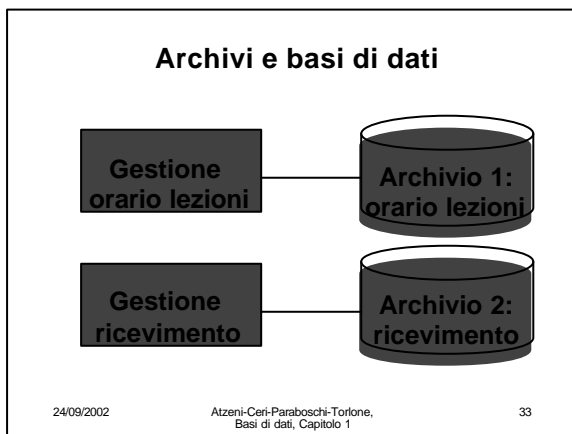 Archivi e basi di dati
Gestione
orario lezioni
Archivio 1:
orario lezioni
Gestione
ricevimento
Archivio 2:
ricevimento
24/09/2002
Atzeni-Ceri-Paraboschi-Torlone,
Basi di dati, Capitolo 1
33